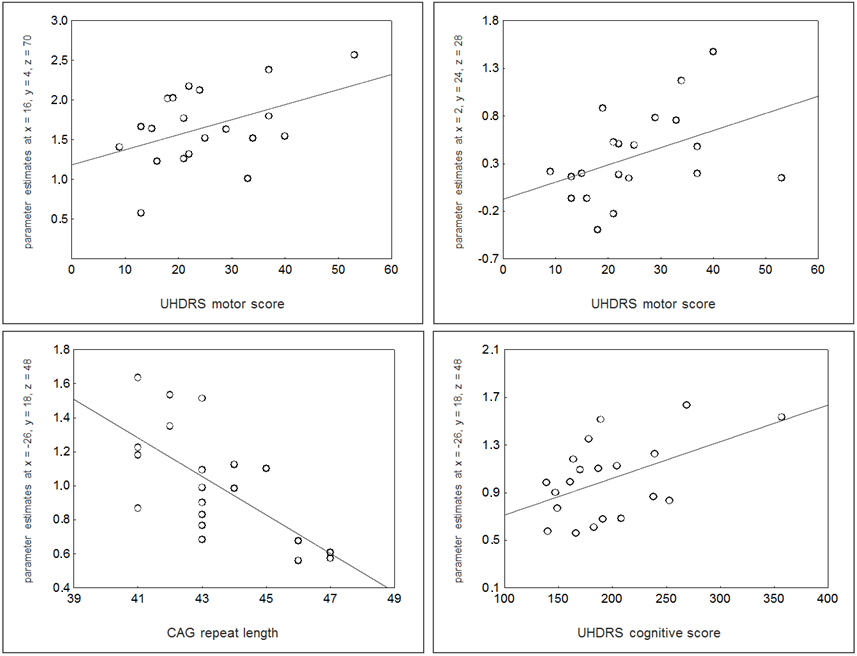 parameter estimates at x = 16, y = 4, z = 70
3.0
2.5
2.0
1.5
1.0
0.5
0 10 20 30 40 50 60
UHDRS motor score
parameter estimates at x = 2, y = 24, z = 28
1.8
1.3
0.8
0.3
-0.2
-0.7
0 10 20 30 40 50 60
UHDRS motor score
parameter estimates at x = -26, y = 18, z = 48
1.8
1.6
1.4
1.2
1.0
0.8
0.6
0.4
39 41 43 45 47 49
CAG repeat length
parameter estimates at x = -26, y = 18, z = 48
2.1
1.7
1.3
0.9
0.5
0.1
100 150 200 250 300 350 400
UHDRS cognitive score